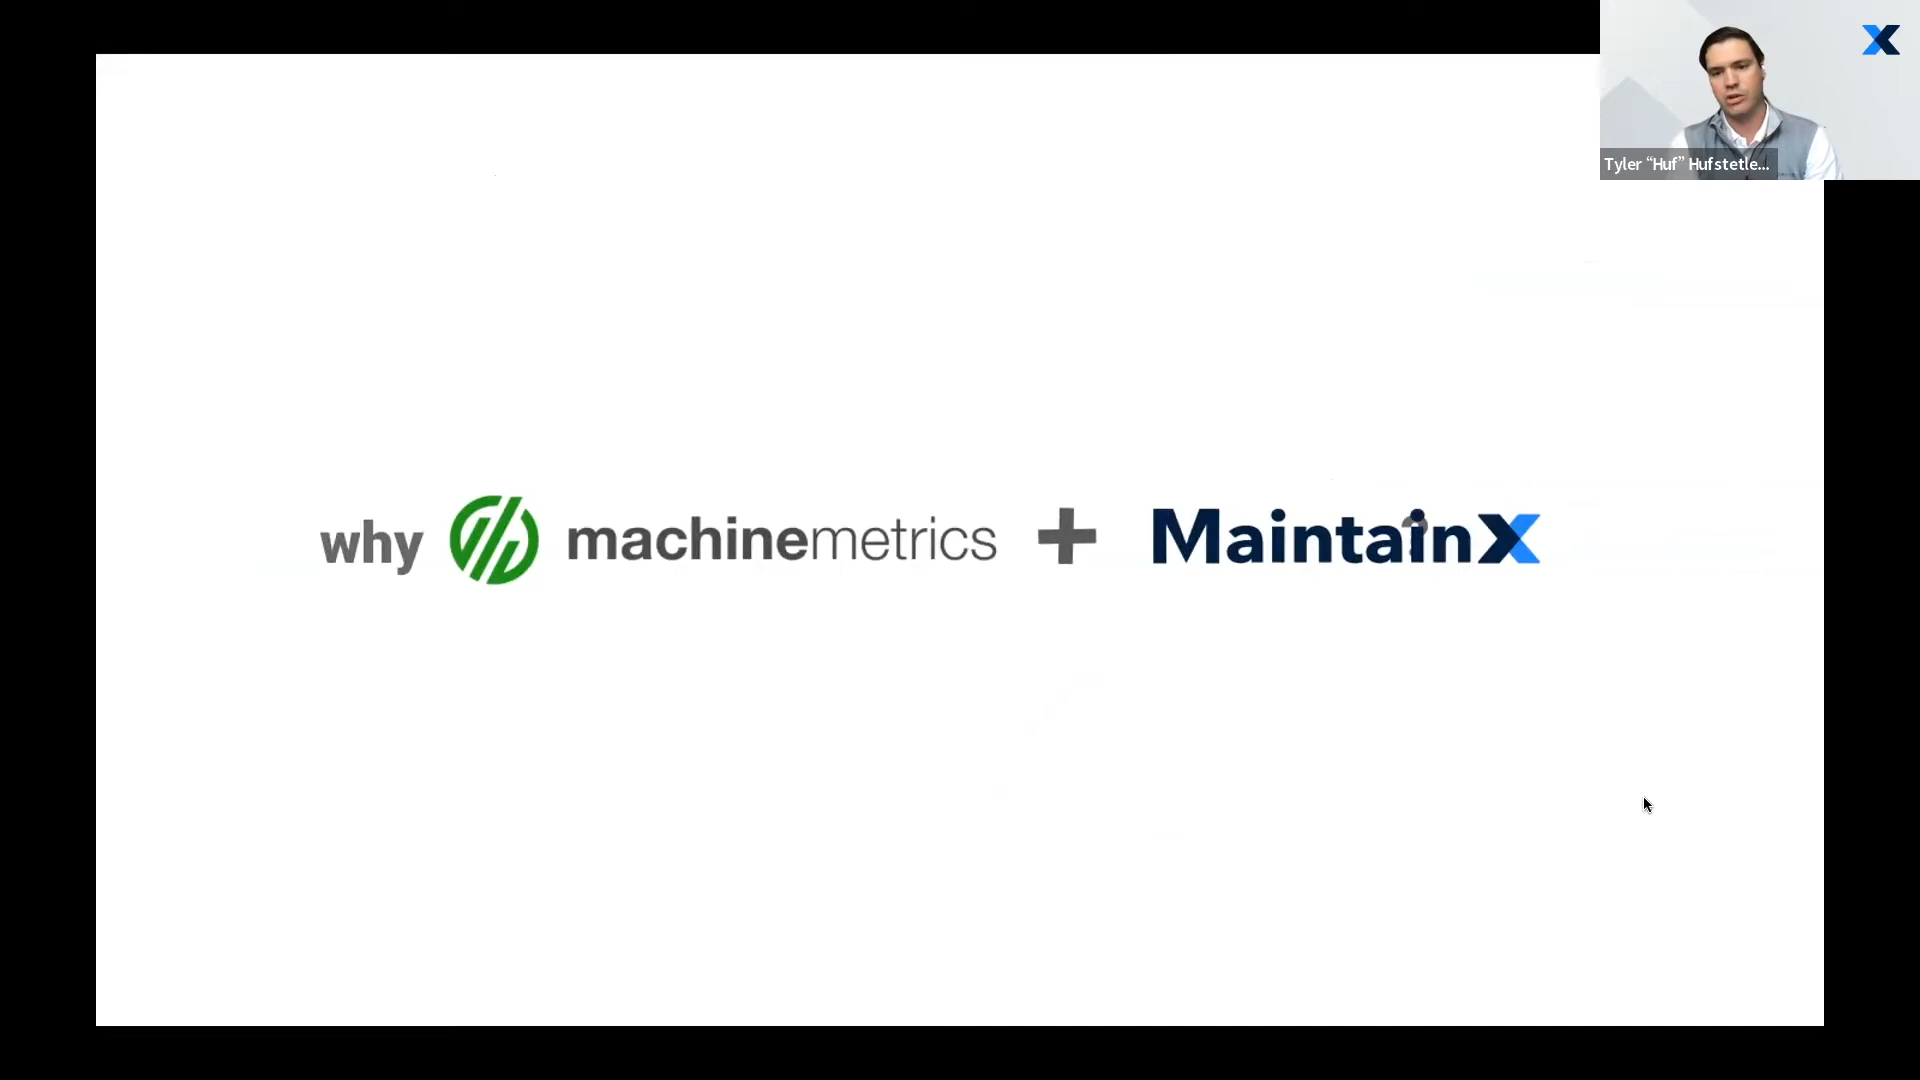 Tyler “Huf” Hufstetle...
why machinemetrics + MaintainX